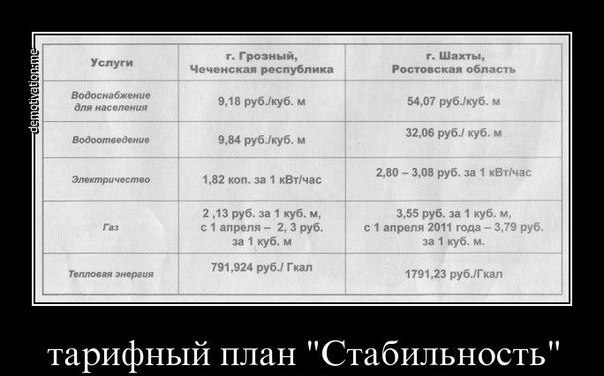 demotivation.me
Услуги
г. Грозный,
Чеченская республика
г. Шахты,
Ростовская область
Водоснабжение
для населения
9,18 руб./куб. м
54,07 руб./куб. м
Водоотведение
9,84 руб./куб. м
32,06 руб./ куб. м
Электричество
1,82 коп. за 1 кВт/час
2,80 – 3,08 руб. за 1 кВт/час
Газ
2 ,13 руб. за 1 куб. м,
с 1 апреля – 2, 3 руб.
за 1 куб. м
3,55 руб. за 1 куб. м,
с 1 апреля 2011 года – 3,79 руб.
за 1 куб. м.
Тепловая энергия
791,924 руб./ Гкал
1791,23 руб./Гкал
тарифный план "Стабильность"